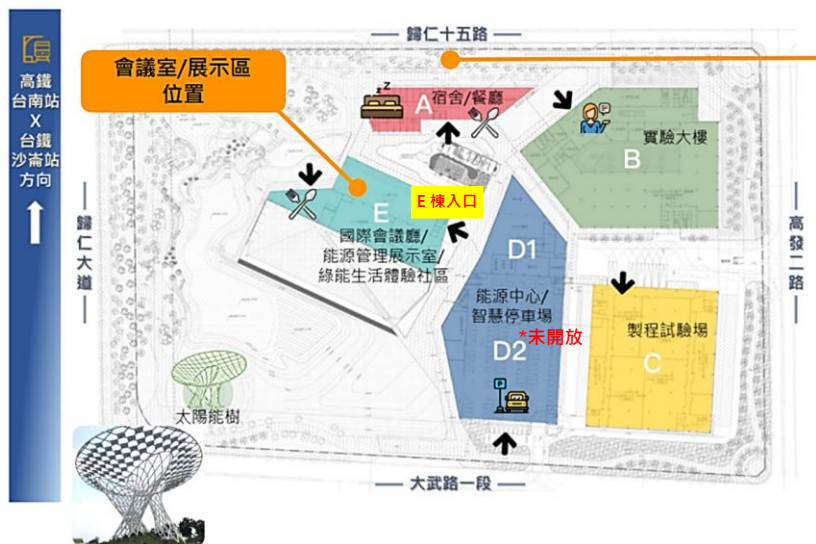 歸仁十五路
高鐵
台南站
X
台鐵
沙崙站
方向
會議室/展示區
位置
zZ
A 宿舍/餐廳
實驗大樓
B
E
E 棟入口
國際會議廳/
能源管理展示室/
綠能生活體驗社區
歸仁大道
高發二路
D1
能源中心/
智慧停車場
*未開放
D2
P
製程試驗場
C
太陽能樹
大武路一段